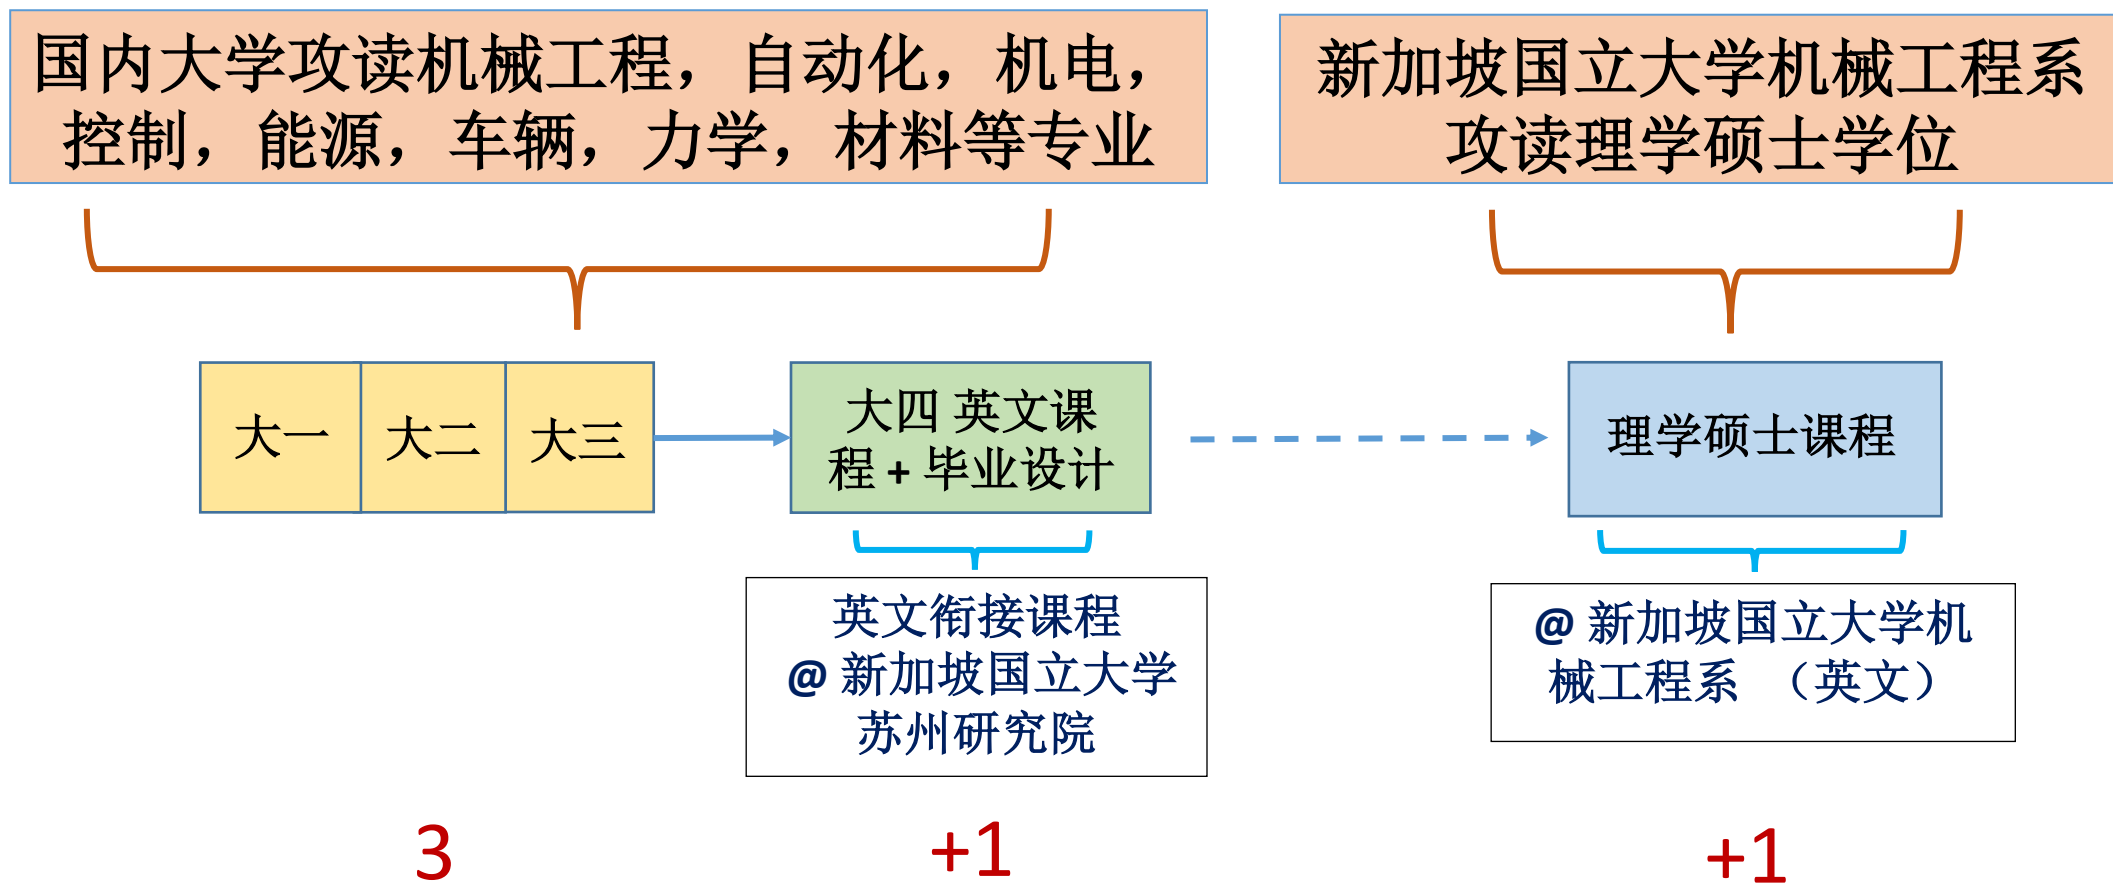 国内大学攻读机械工程，自动化，机电，
控制，能源，车辆，力学，材料等专业
新加坡国立大学机械工程系
攻读理学硕士学位
大一
大二
大三
大四 英文课
程 + 毕业设计
理学硕士课程
英文衔接课程
@ 新加坡国立大学
苏州研究院
@ 新加坡国立大学机
械工程系 （英文）
3
+1
+1